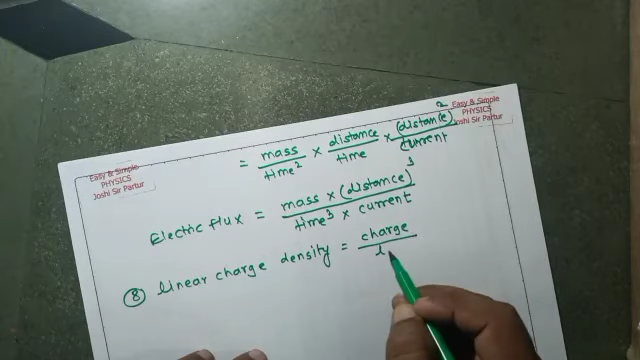 Easy & Simple
PHYSICS
Joshi Sir Partur
Easy & Simple
PHYSICS
Joshi Sir Partur
= mass / time² × distance / time × (distance)² / current
Electric flux = mass × (distance)³ / time³ × current
⑧ linear charge density = charge / l